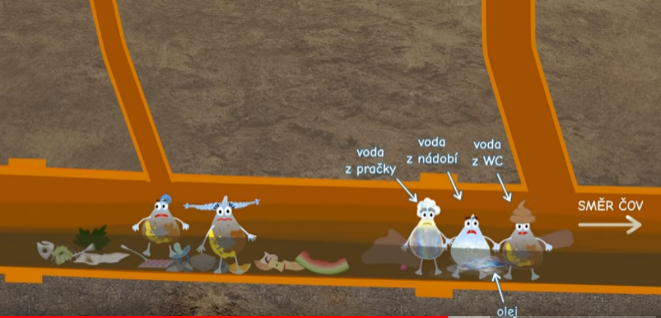 voda
z pračky
voda
z nádobí
voda
z WC
SMĚR ČOV
olej